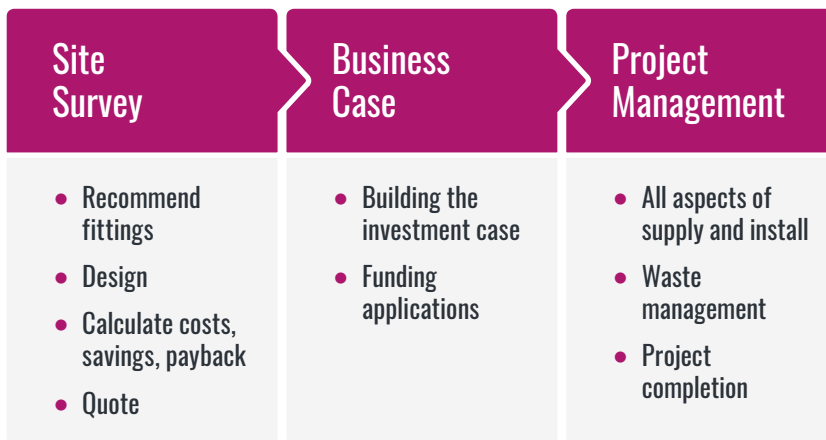 Site
Survey
Recommend
fittings
Design
Calculate costs,
savings, payback
Quote
Business
Case
Building the
investment case
Funding
applications
Project
Management
All aspects of
supply and install
Waste
management
Project
completion